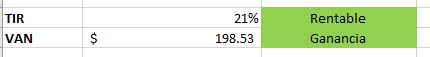 TIR 21% Rentable
VAN $ 198.53 Ganancia